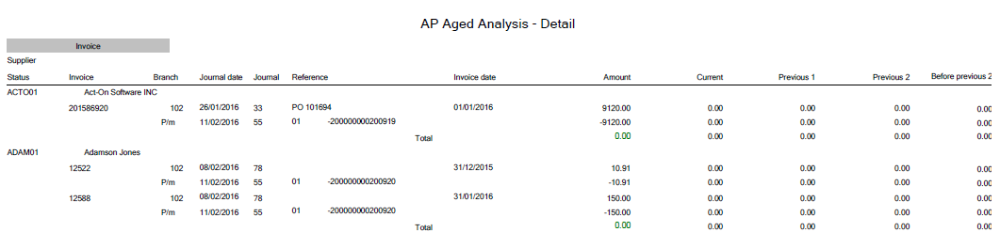 AP Aged Analysis - Detail
Invoice
Supplier
Status Invoice Branch Journal date Journal Reference Invoice date Amount Current Previous 1 Previous 2 Before previous 2
ACTO01 Act-On Software INC
201586920 102 26/01/2016 33 PO 101694 01/01/2016 9120.00 0.00 0.00 0.00 0.00
P/m 11/02/2016 55 01 -200000000200919 -9120.00 0.00 0.00 0.00 0.00
Total 0.00 0.00 0.00 0.00 0.00
ADAM01 Adamson Jones
12522 102 08/02/2016 78 31/12/2015 10.91 0.00 0.00 0.00 0.00
P/m 11/02/2016 55 01 -200000000200920 -10.91 0.00 0.00 0.00 0.00
12588 102 08/02/2016 78 31/01/2016 150.00 0.00 0.00 0.00 0.00
P/m 11/02/2016 55 01 -200000000200920 -150.00 0.00 0.00 0.00 0.00
Total 0.00 0.00 0.00 0.00 0.00